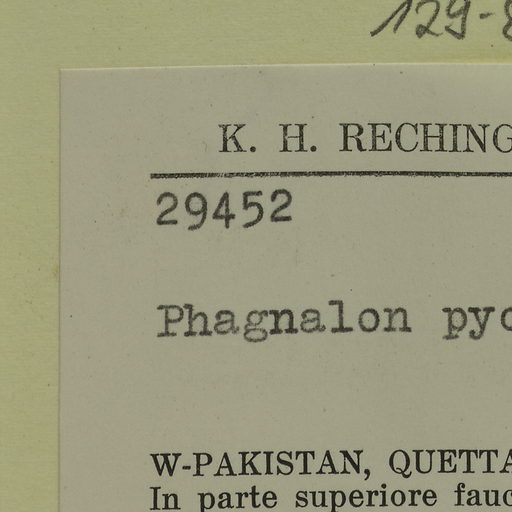 129-8
K. H. RECHING
29452
Phagnalon pyc
W-PAKISTAN, QUETTA
In parte superiore fauc